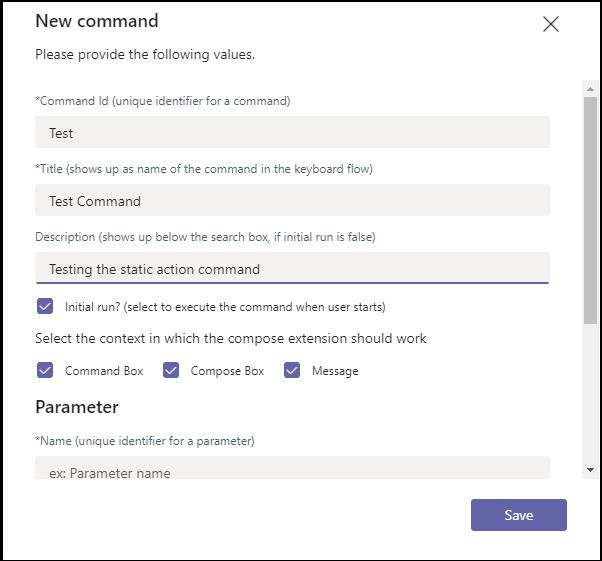 New command
Please provide the following values.
*Command Id (unique identifier for a command)
Test
*Title (shows up as name of the command in the keyboard flow)
Test Command
Description (shows up below the search box, if initial run is false)
Testing the static action command
Initial run? (select to execute the command when user starts)
Select the context in which the compose extension should work
Command Box Compose Box Message
Parameter
*Name (unique identifier for a parameter)
ex: Parameter name
Save